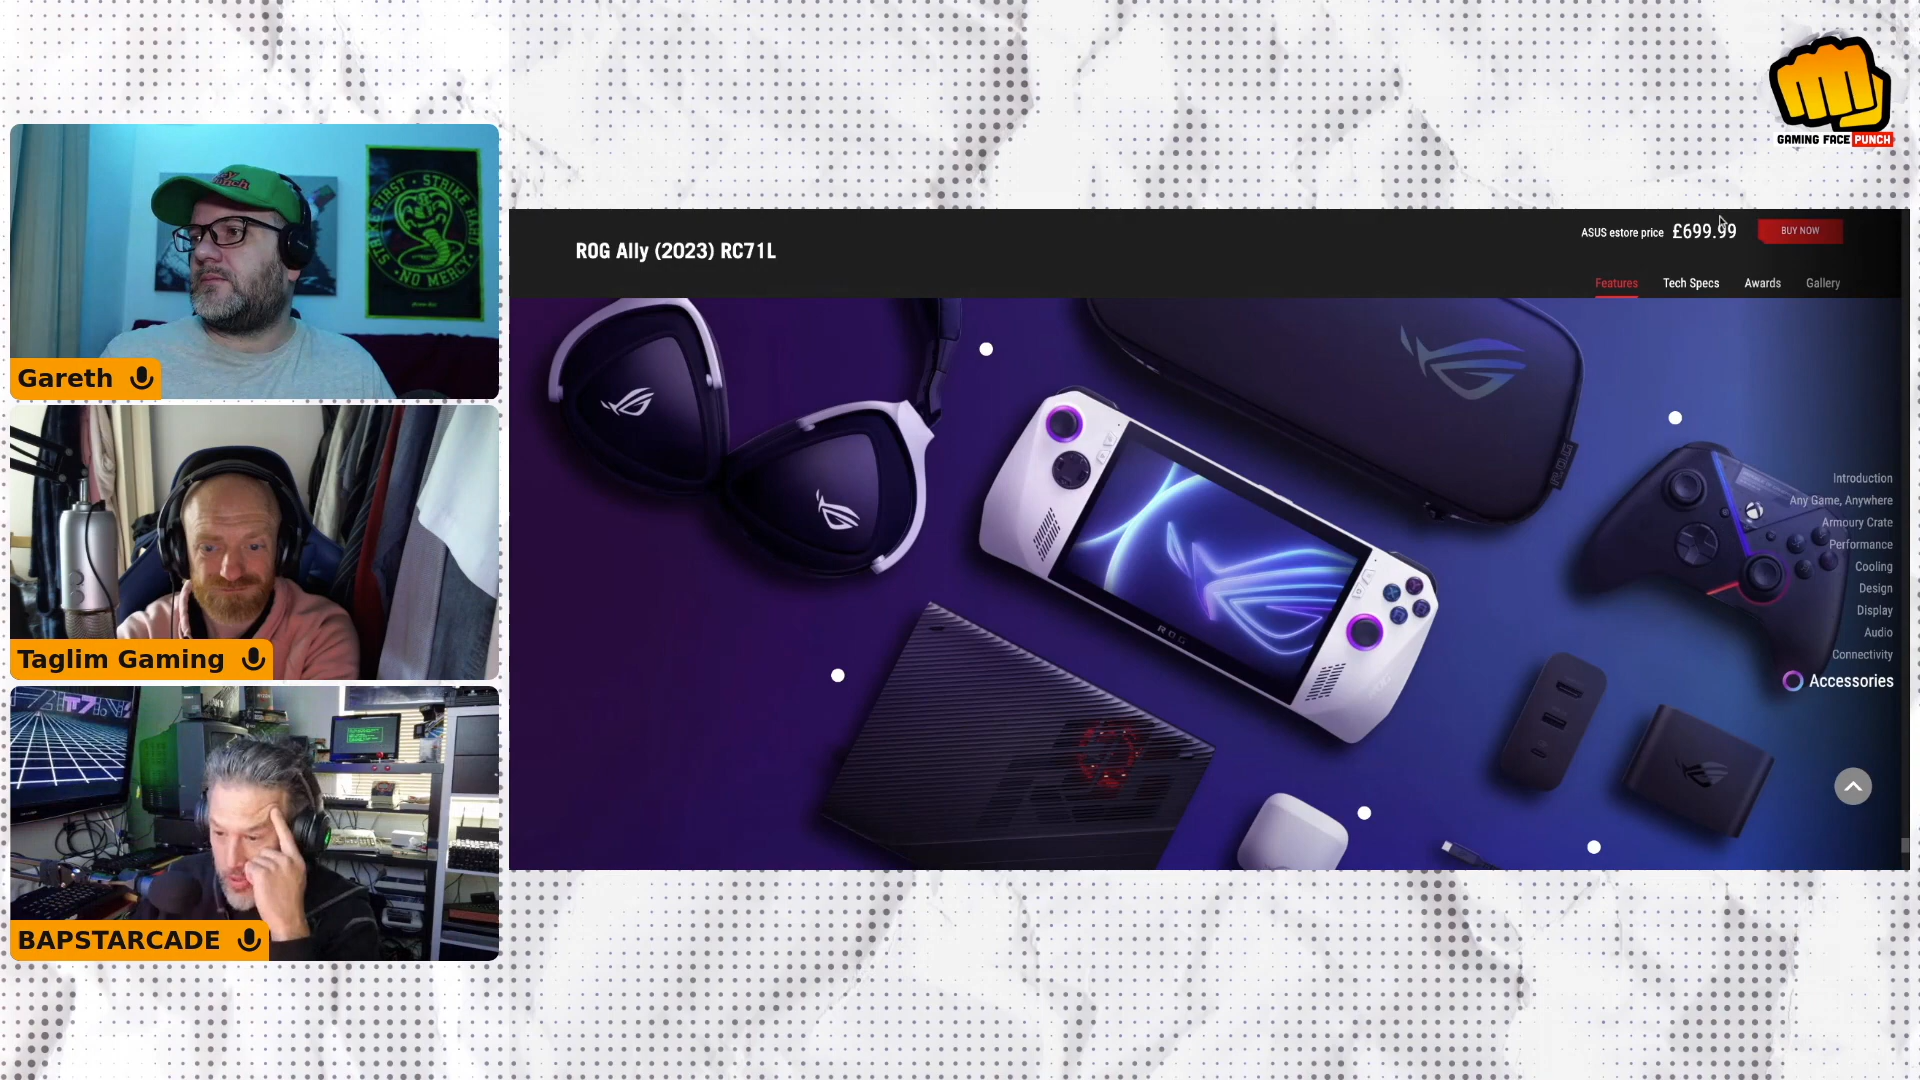 GAMING FACE PUNCH
STRIKE FIRST · STRIKE HARD
· NO MERCY ·
Gareth
Taglim Gaming
BAPSTARCADE
ROG Ally (2023) RC71L
ASUS estore price £699.99
BUY NOW
Features Tech Specs Awards Gallery
Introduction
Any Game, Anywhere
Armoury Crate
Performance
Cooling
Design
Display
Audio
Connectivity
Accessories
ROG